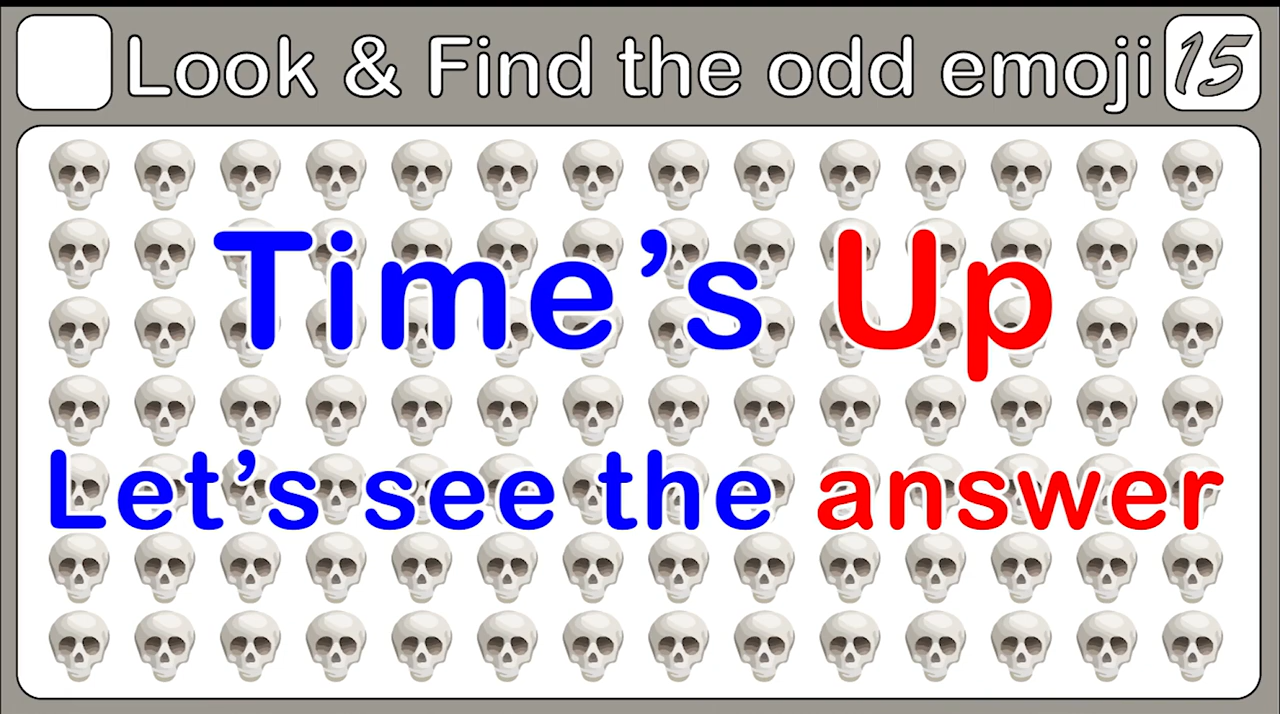 Look & Find the odd emoji 15
Time’s Up
Let’s see the answer